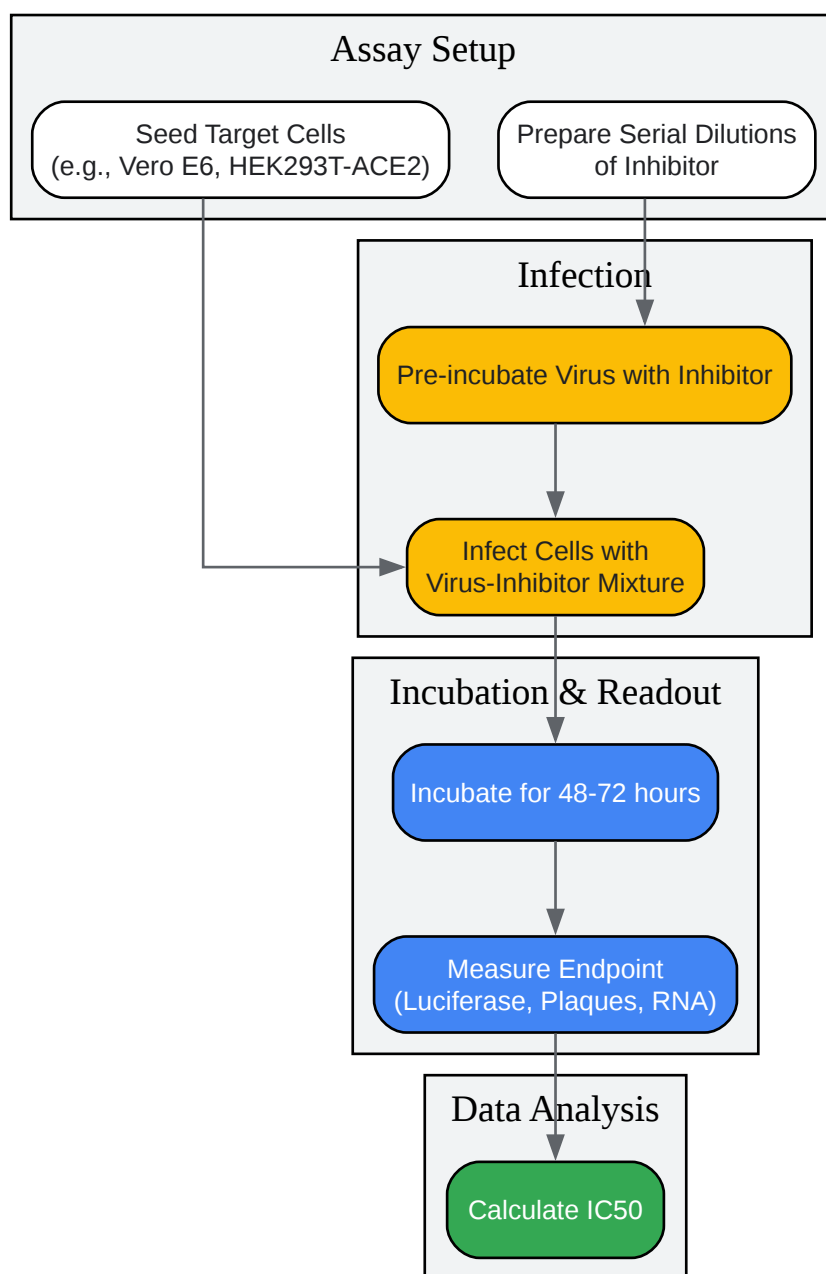 Assay Setup
Seed Target Cells
(e.g., Vero E6, HEK293T-ACE2)
Prepare Serial Dilutions
of Inhibitor
Infection
Pre-incubate Virus with Inhibitor
Infect Cells with
Virus-Inhibitor Mixture
Incubation & Readout
Incubate for 48-72 hours
Measure Endpoint
(Luciferase, Plaques, RNA)
Data Analysis
Calculate IC50